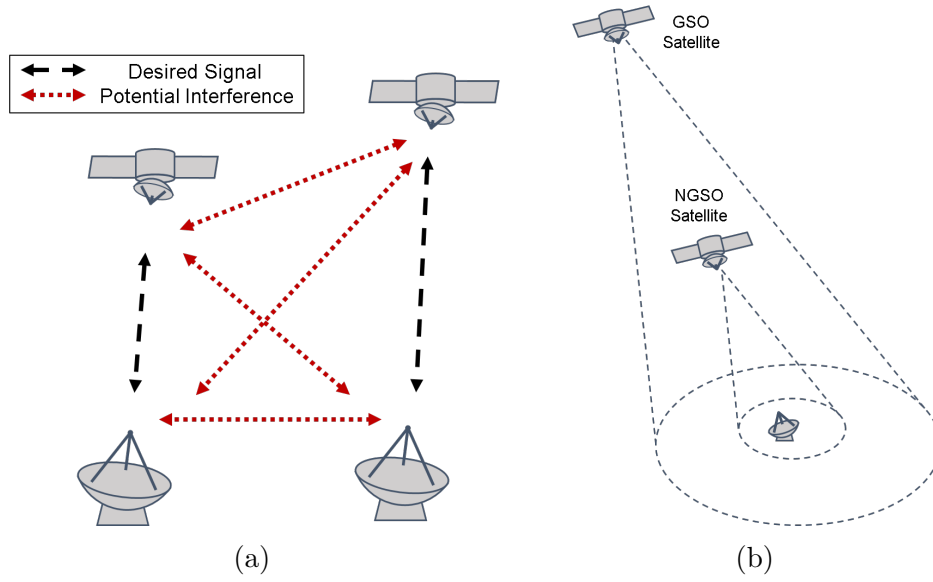 Desired Signal
Potential Interference
GSO
Satellite
NGSO
Satellite
(a)
(b)